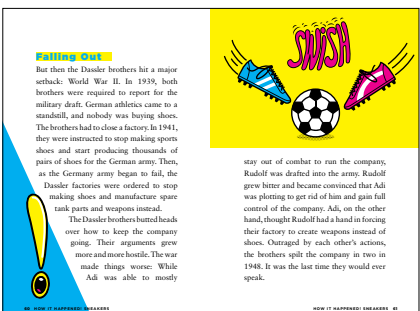 Falling Out
But then the Dassler brothers hit a major
setback: World War II. In 1939, both
brothers were required to report for the
military draft. German athletics came to a
standstill, and nobody was buying shoes.
The brothers had to close a factory. In 1941,
they were instructed to stop making sports
shoes and start producing thousands of
pairs of shoes for the German army. Then,
as the Germany army began to fail, the
Dassler factories were ordered to stop
making shoes and manufacture spare
tank parts and weapons instead.
The Dassler brothers butted heads
over how to keep the company
going. Their arguments grew
more and more hostile. The war
made things worse: While
Adi was able to mostly
60 HOW IT HAPPENED! SNEAKERS
SWISH
stay out of combat to run the company,
Rudolf was drafted into the army. Rudolf
grew bitter and became convinced that Adi
was plotting to get rid of him and gain full
control of the company. Adi, on the other
hand, thought Rudolf had a hand in forcing
their factory to create weapons instead of
shoes. Outraged by each other's actions,
the brothers spilt the company in two in
1948. It was the last time they would ever
speak.
HOW IT HAPPENED! SNEAKERS 61